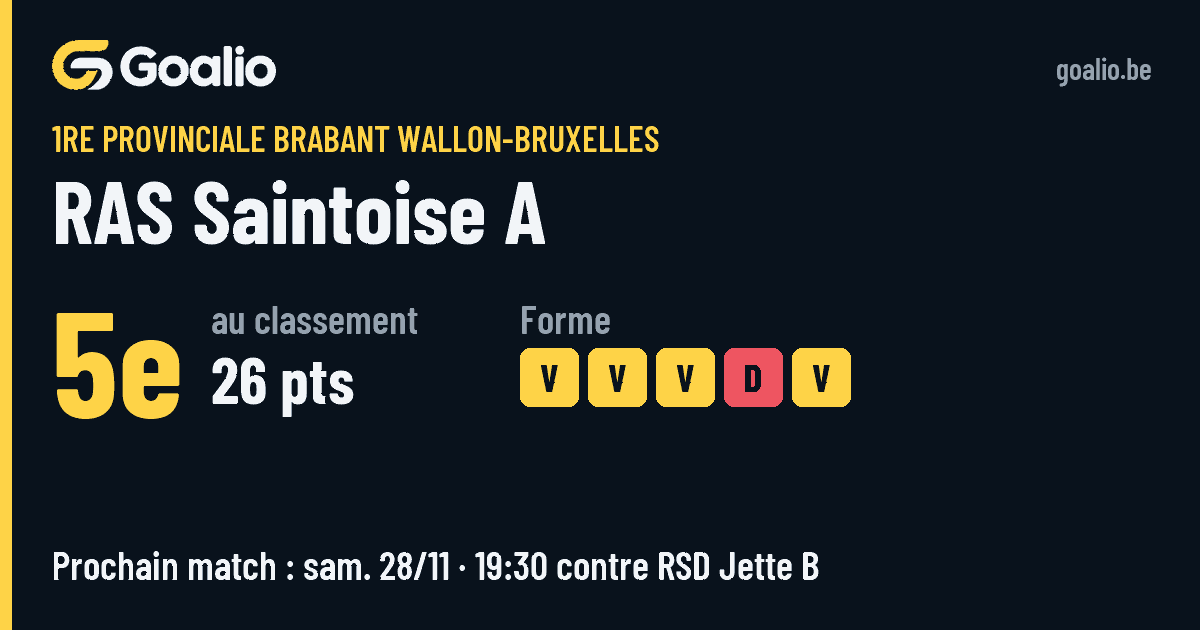 Goalio
goalio.be
1RE PROVINCIALE BRABANT WALLON-BRUXELLES
RAS Saintoise A
5e
au classement
26 pts
Forme
V V V D V
Prochain match : sam. 28/11 · 19:30 contre RSD Jette B